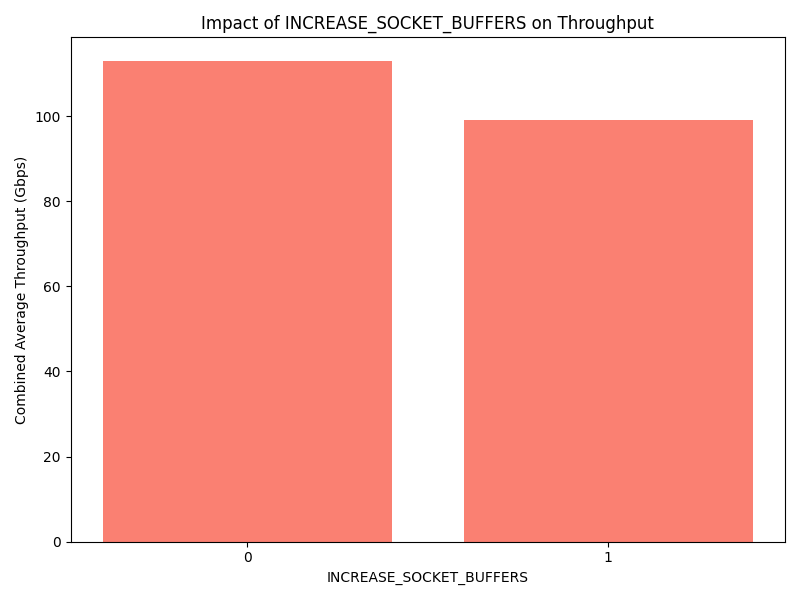 Impact of INCREASE_SOCKET_BUFFERS on Throughput
Combined Average Throughput (Gbps)
100
80
60
40
20
0
0 1
INCREASE_SOCKET_BUFFERS